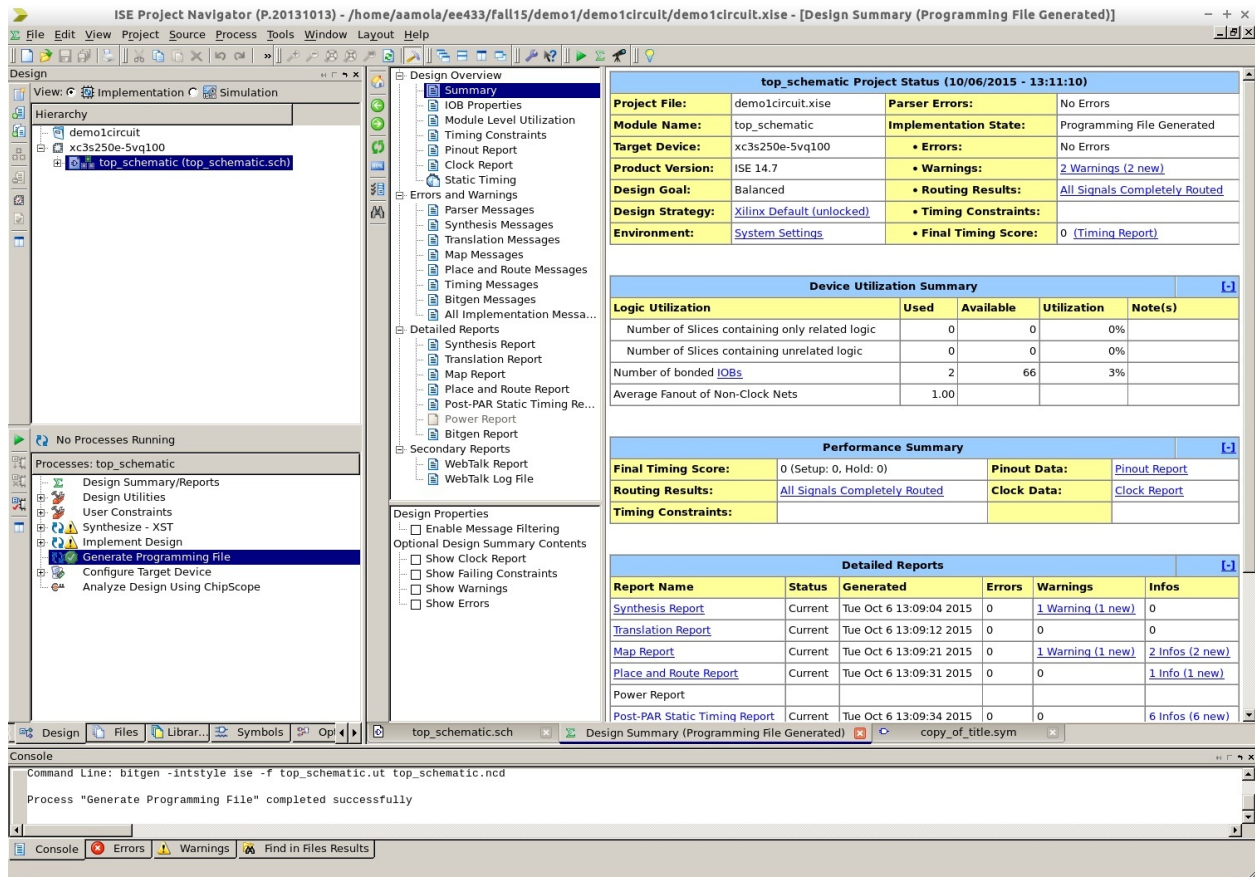 ISE Project Navigator (P.20131013) - /home/aamola/ee433/fall15/demo1/demo1circuit/demo1circuit.xise - [Design Summary (Programming File Generated)]
File Edit View Project Source Process Tools Window Layout Help
Design
View: Implementation Simulation
Hierarchy
demo1circuit
xc3s250e-5vq100
top_schematic (top_schematic.sch)
No Processes Running
Processes: top_schematic
Design Summary/Reports
Design Utilities
User Constraints
Synthesize - XST
Implement Design
Generate Programming File
Configure Target Device
Analyze Design Using ChipScope
Design Files Librar... Symbols Opt
Design Overview
Summary
IOB Properties
Module Level Utilization
Timing Constraints
Pinout Report
Clock Report
Static Timing
Errors and Warnings
Parser Messages
Synthesis Messages
Translation Messages
Map Messages
Place and Route Messages
Timing Messages
Bitgen Messages
All Implementation Messa...
Detailed Reports
Synthesis Report
Translation Report
Map Report
Place and Route Report
Post-PAR Static Timing Re...
Power Report
Bitgen Report
Secondary Reports
WebTalk Report
WebTalk Log File
Design Properties
Enable Message Filtering
Optional Design Summary Contents
Show Clock Report
Show Failing Constraints
Show Warnings
Show Errors
top_schematic Project Status (10/06/2015 - 13:11:10)
Project File: demo1circuit.xise Parser Errors: No Errors
Module Name: top_schematic Implementation State: Programming File Generated
Target Device: xc3s250e-5vq100 • Errors: No Errors
Product Version: ISE 14.7 • Warnings: 2 Warnings (2 new)
Design Goal: Balanced • Routing Results: All Signals Completely Routed
Design Strategy: Xilinx Default (unlocked) • Timing Constraints:
Environment: System Settings • Final Timing Score: 0 (Timing Report)
Device Utilization Summary [-]
Logic Utilization Used Available Utilization Note(s)
Number of Slices containing only related logic 0 0 0%
Number of Slices containing unrelated logic 0 0 0%
Number of bonded IOBs 2 66 3%
Average Fanout of Non-Clock Nets 1.00
Performance Summary [-]
Final Timing Score: 0 (Setup: 0, Hold: 0) Pinout Data: Pinout Report
Routing Results: All Signals Completely Routed Clock Data: Clock Report
Timing Constraints:
Detailed Reports [-]
Report Name Status Generated Errors Warnings Infos
Synthesis Report Current Tue Oct 6 13:09:04 2015 0 1 Warning (1 new) 0
Translation Report Current Tue Oct 6 13:09:12 2015 0 0 0
Map Report Current Tue Oct 6 13:09:21 2015 0 1 Warning (1 new) 2 Infos (2 new)
Place and Route Report Current Tue Oct 6 13:09:31 2015 0 0 1 Info (1 new)
Power Report
Post-PAR Static Timing Report Current Tue Oct 6 13:09:34 2015 0 0 6 Infos (6 new)
top_schematic.sch Design Summary (Programming File Generated) copy_of_title.sym
Console
Command Line: bitgen -intstyle ise -f top_schematic.ut top_schematic.ncd
Process "Generate Programming File" completed successfully
Console Errors Warnings Find in Files Results